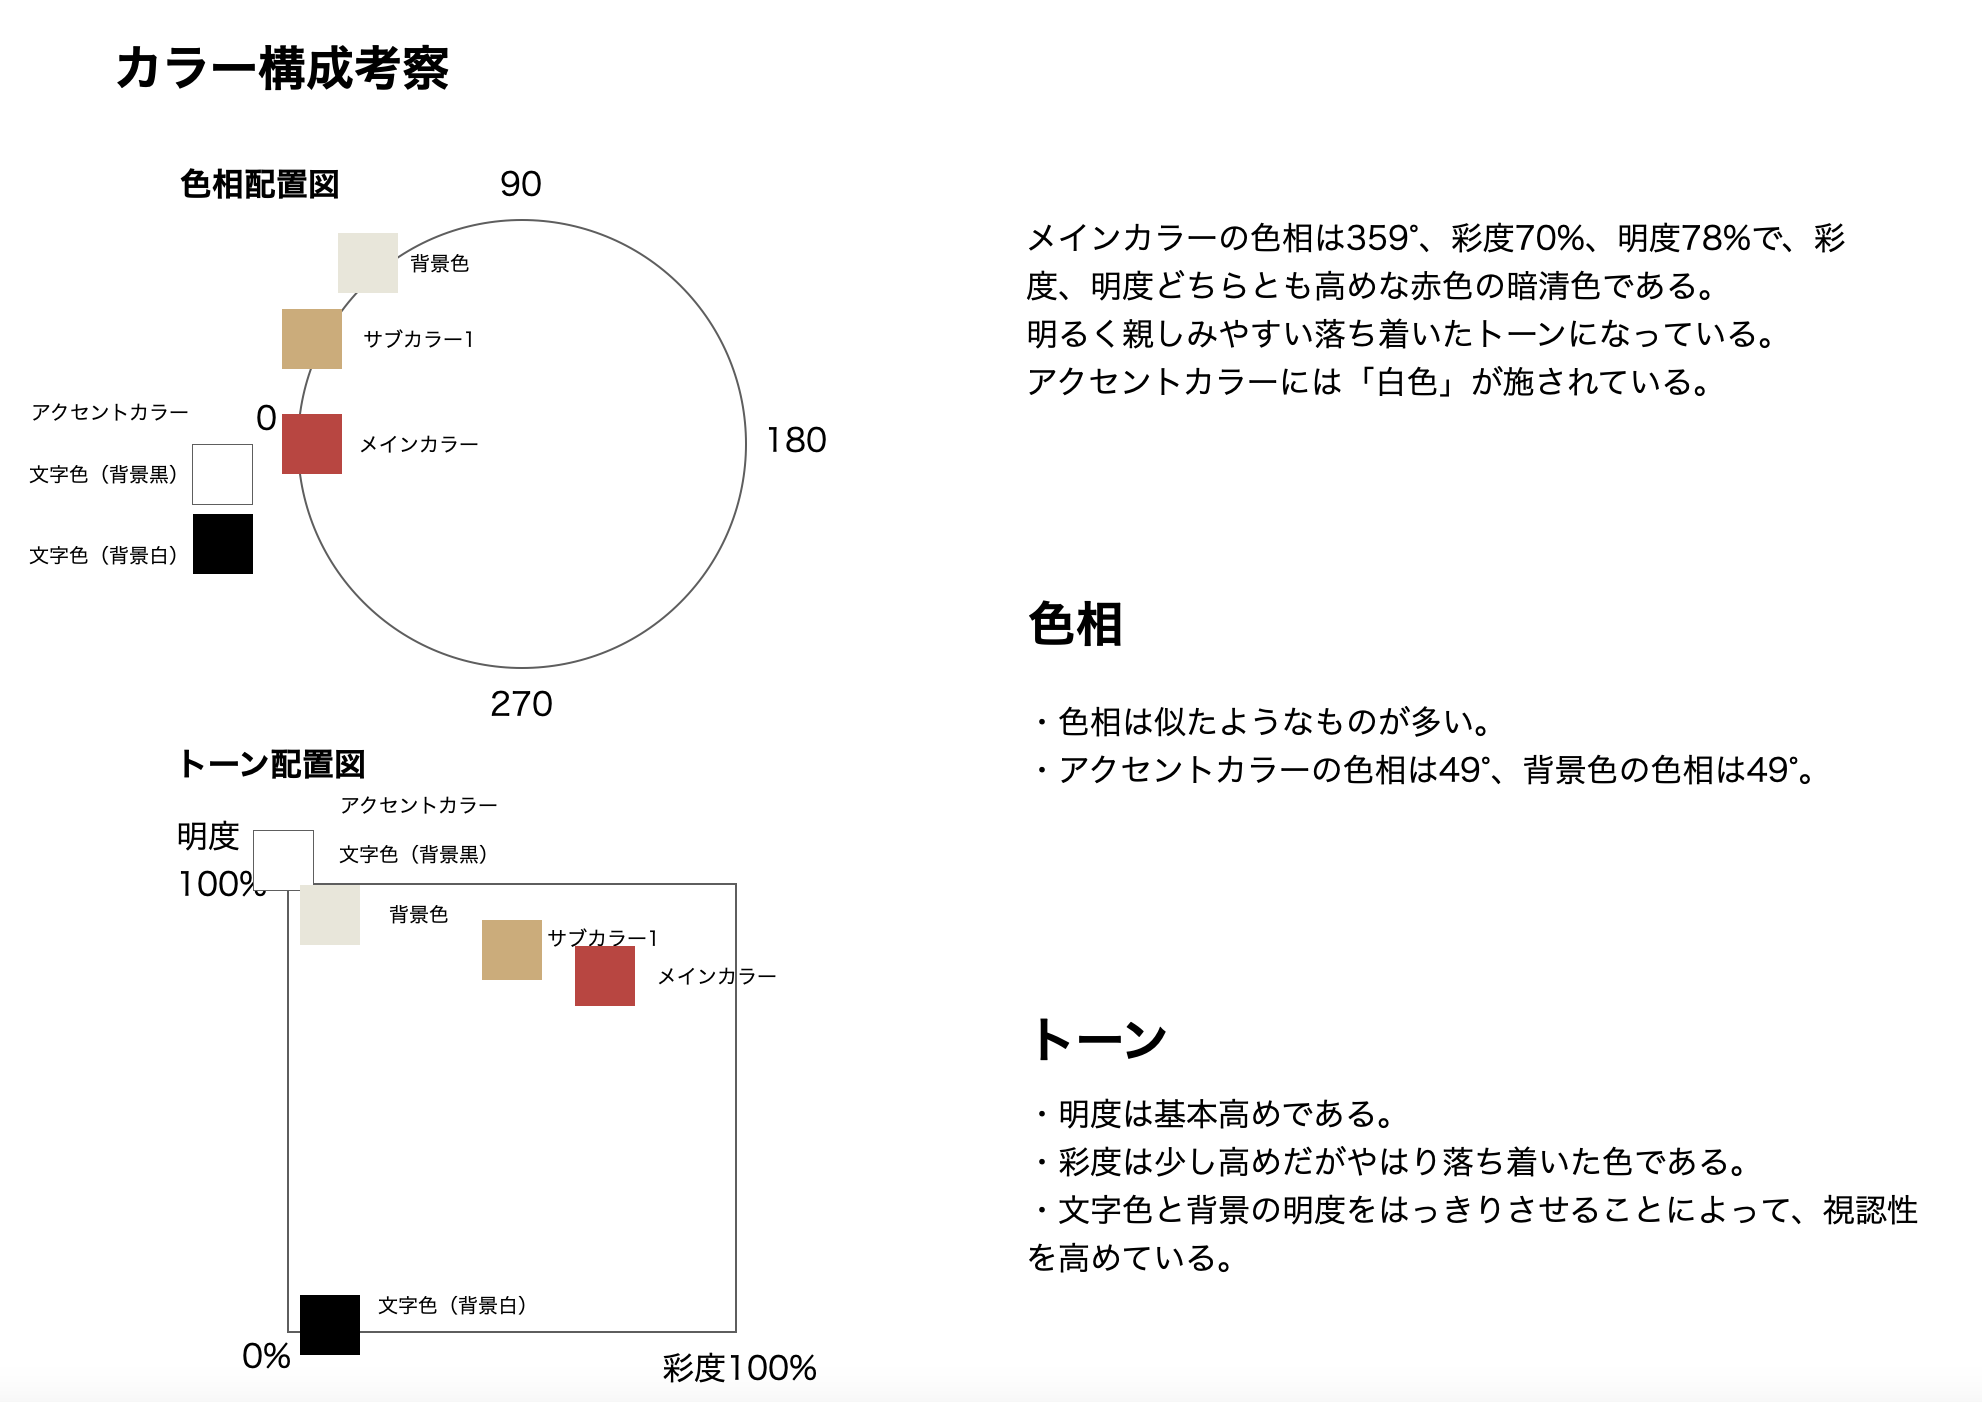 カラー構成考察
色相配置図
90
背景色
サブカラー1
アクセントカラー
0
メインカラー
180
文字色（背景黒）
文字色（背景白）
270
トーン配置図
アクセントカラー
明度
文字色（背景黒）
100%
背景色
サブカラー1
メインカラー
文字色（背景白）
0%
彩度100%
メインカラーの色相は359°、彩度70%、明度78%で、彩
度、明度どちらとも高めな赤色の暗清色である。
明るく親しみやすい落ち着いたトーンになっている。
アクセントカラーには「白色」が施されている。
色相
・色相は似たようなものが多い。
・アクセントカラーの色相は49°、背景色の色相は49°。
トーン
・明度は基本高めである。
・彩度は少し高めだがやはり落ち着いた色である。
・文字色と背景の明度をはっきりさせることによって、視認性
を高めている。